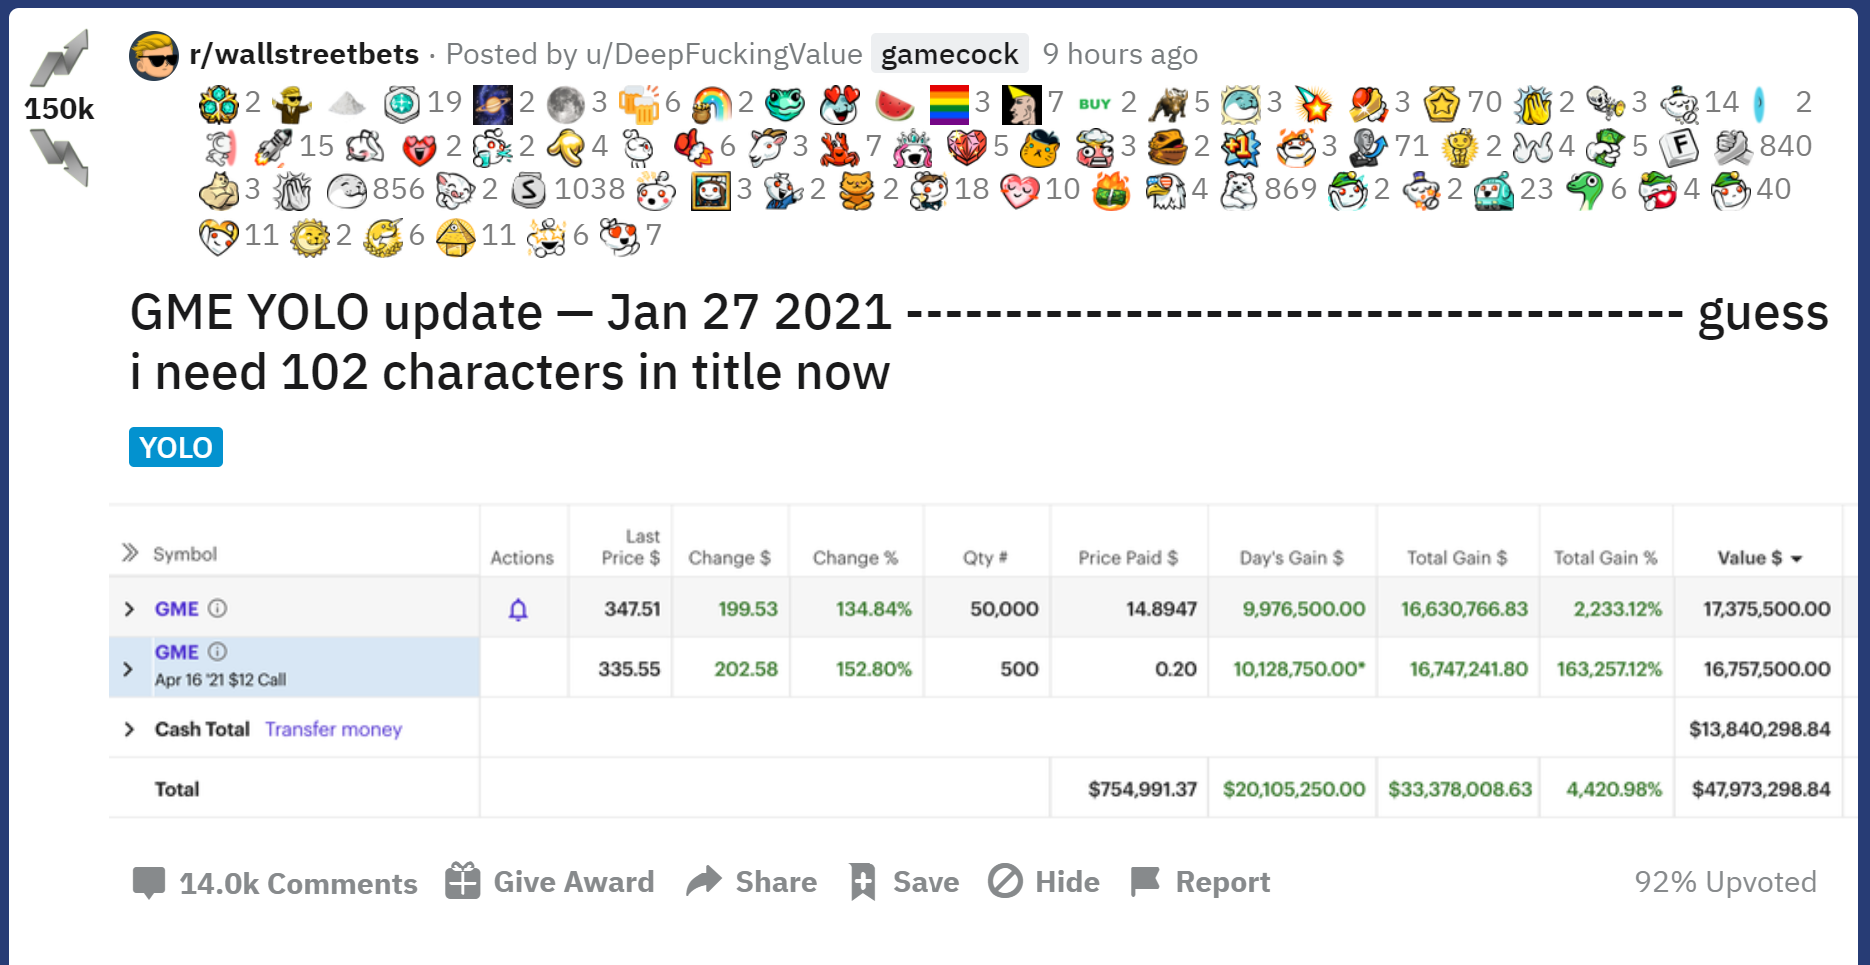 r/wallstreetbets · Posted by u/DeepFuckingValue gamecock 9 hours ago
150k
2 19 2 3 6 2 3 7 BUY 2 5 3 3 70 2 3 14 2
15 2 2 4 6 3 7 5 3 2 +1 3 71 2 4 5 F 840
3 856 2 S 1038 3 2 2 18 10 4 869 2 2 23 6 4 40
11 2 6 11 6 7
GME YOLO update — Jan 27 2021 --------------------------------------- guess
i need 102 characters in title now
YOLO
Symbol Actions Last Price $ Change $ Change % Qty # Price Paid $ Day's Gain $ Total Gain $ Total Gain % Value $
GME 347.51 199.53 134.84% 50,000 14.8947 9,976,500.00 16,630,766.83 2,233.12% 17,375,500.00
GME
Apr 16 '21 $12 Call 335.55 202.58 152.80% 500 0.20 10,128,750.00* 16,747,241.80 163,257.12% 16,757,500.00
Cash Total Transfer money $13,840,298.84
Total $754,991.37 $20,105,250.00 $33,378,008.63 4,420.98% $47,973,298.84
14.0k Comments Give Award Share Save Hide Report 92% Upvoted